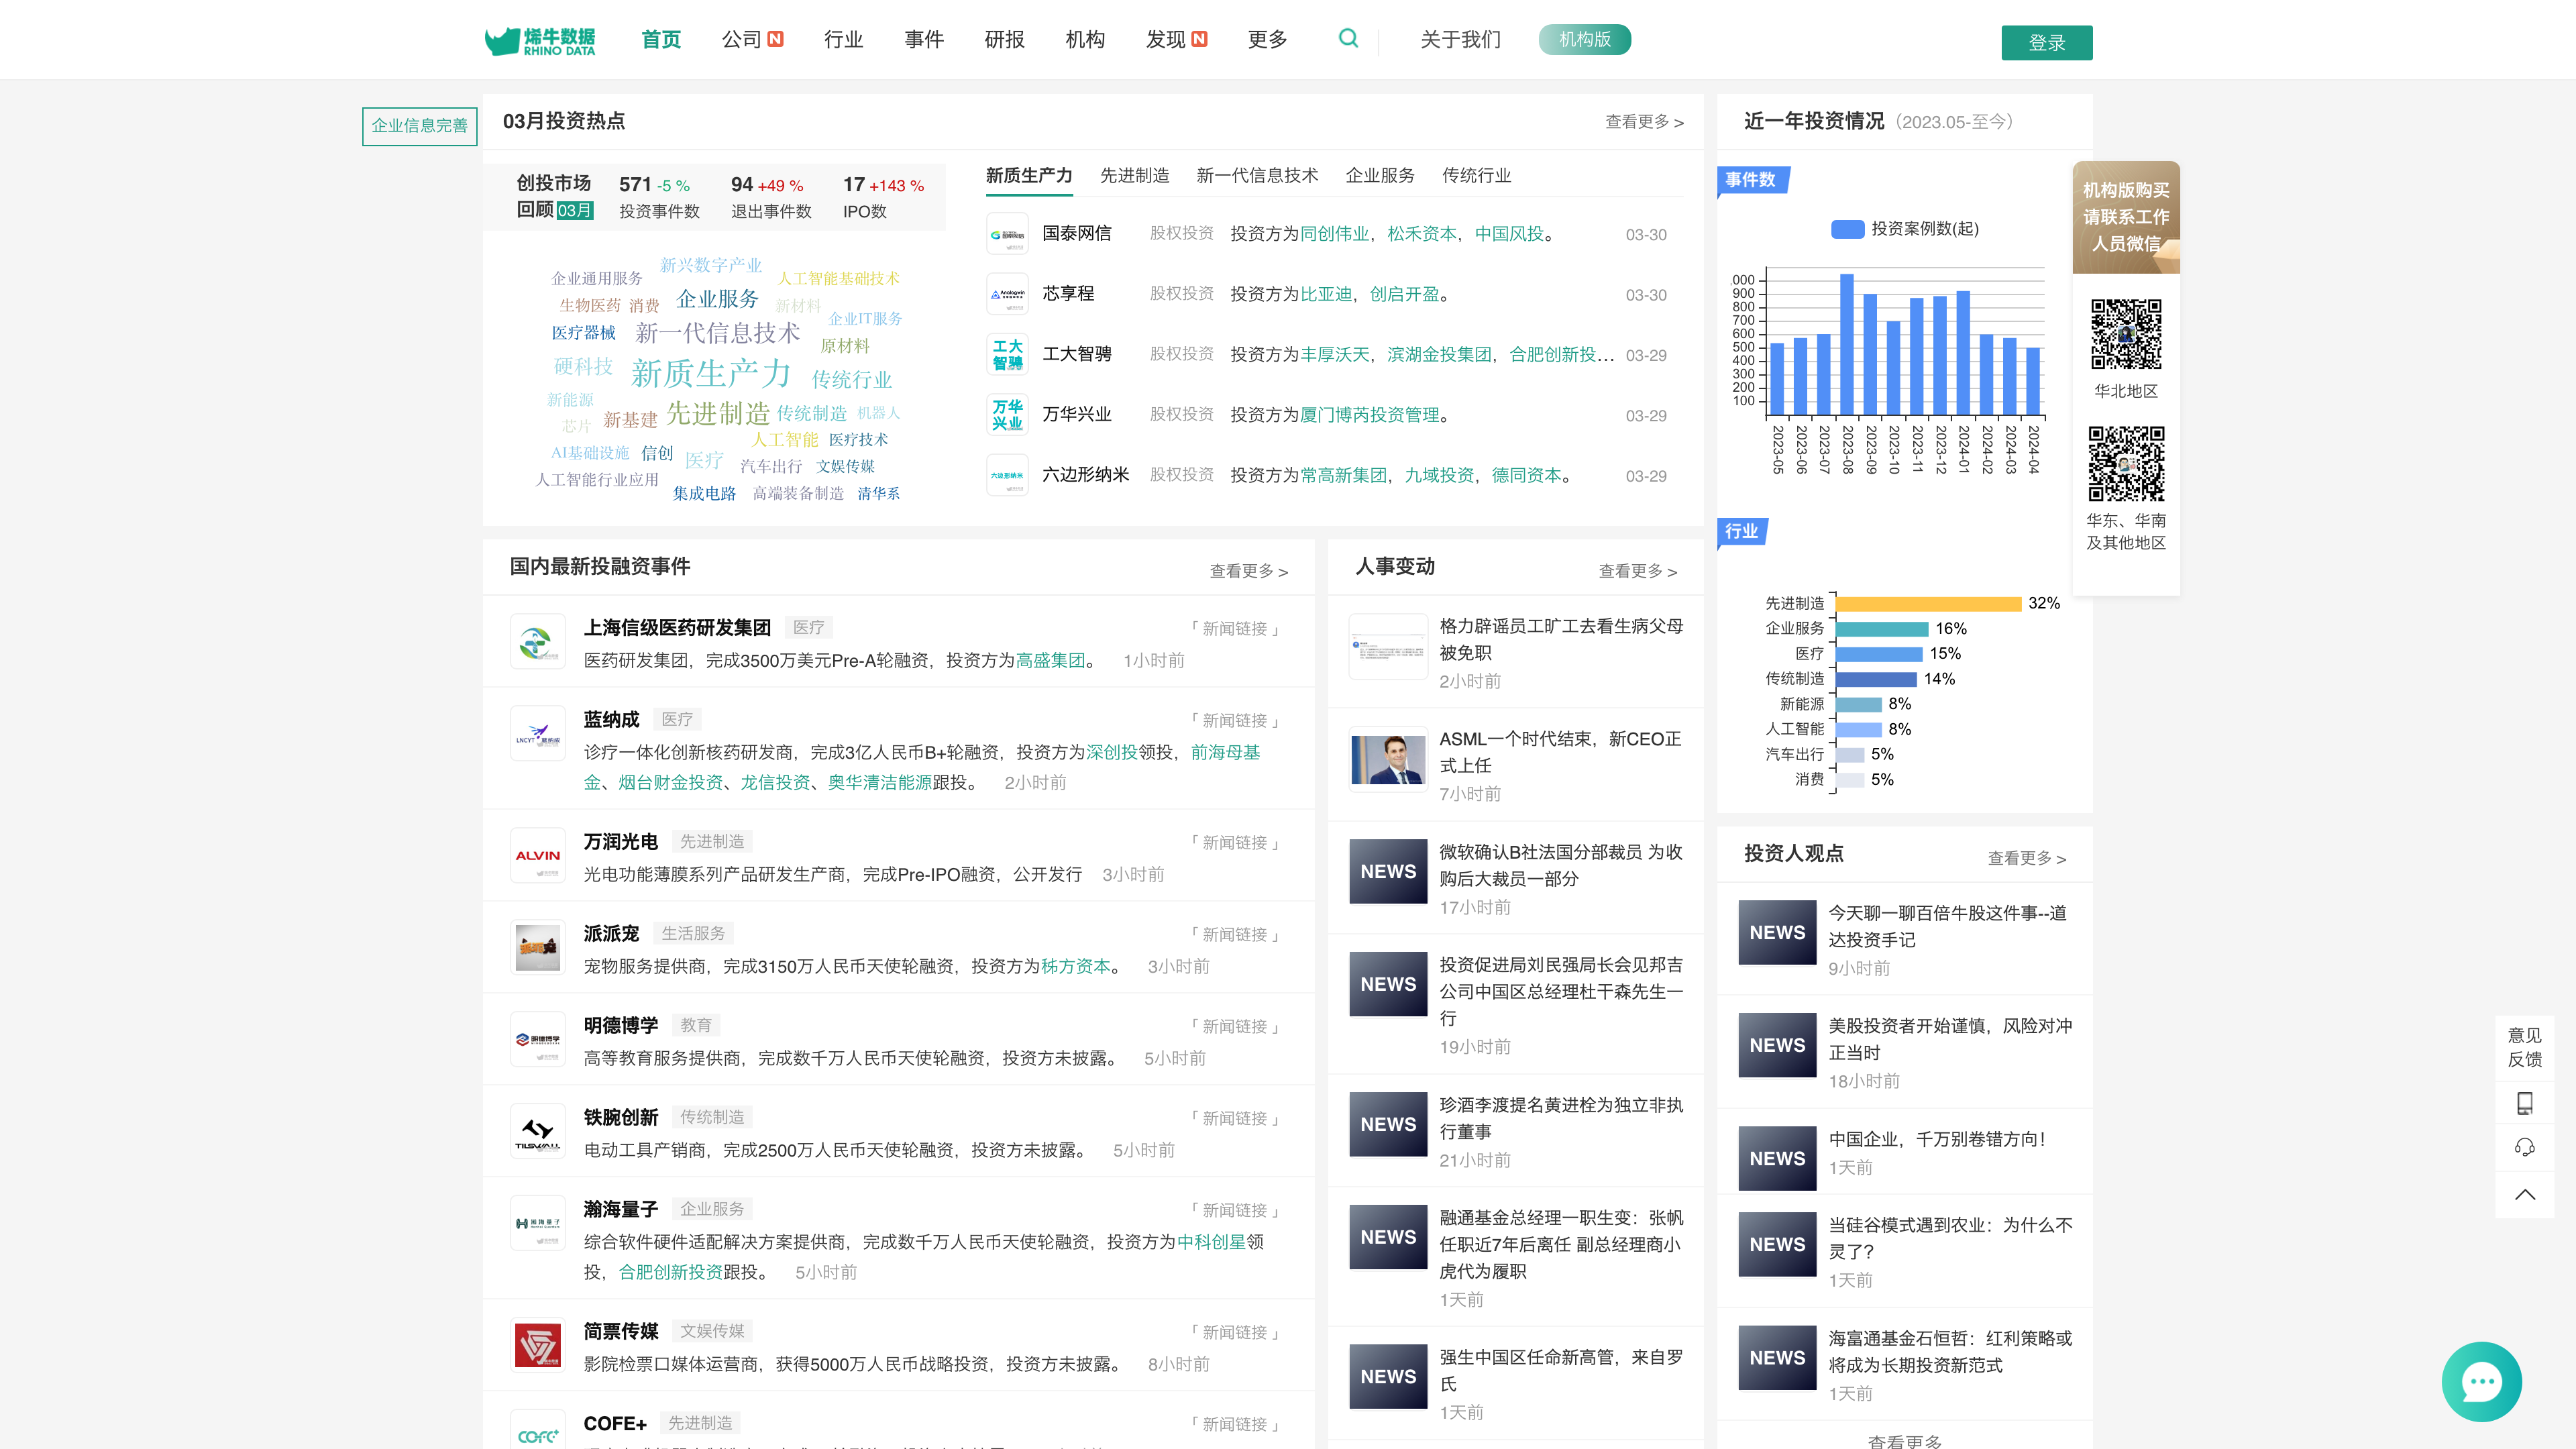 烯牛数据
RHINO DATA
首页
公司 N
行业
事件
研报
机构
发现 N
更多
关于我们
机构版
登录
企业信息完善
03月投资热点
查看更多 >
创投市场
回顾 03月
571 -5 %
投资事件数
94 +49 %
退出事件数
17 +143 %
IPO数
新兴数字产业
企业通用服务
人工智能基础技术
生物医药
消费
企业服务
新材料
企业IT服务
医疗器械
新一代信息技术
原材料
硬科技
新质生产力
传统行业
新能源
新基建
先进制造
传统制造
机器人
芯片
人工智能
医疗技术
AI基础设施
信创
医疗
汽车出行
文娱传媒
人工智能行业应用
集成电路
高端装备制造
清华系
新质生产力
先进制造
新一代信息技术
企业服务
传统行业
国泰网信 股权投资 投资方为同创伟业，松禾资本，中国风投。 03-30
芯享程 股权投资 投资方为比亚迪，创启开盈。 03-30
工大
智骋
工大智骋 股权投资 投资方为丰厚沃天，滨湖金投集团，合肥创新投... 03-29
万华
兴业
万华兴业 股权投资 投资方为厦门博芮投资管理。 03-29
六边形纳米
六边形纳米 股权投资 投资方为常高新集团，九域投资，德同资本。 03-29
国内最新投融资事件
查看更多 >
上海信级医药研发集团 医疗
「 新闻链接 」
医药研发集团，完成3500万美元Pre-A轮融资，投资方为高盛集团。 1小时前
LNCYT 蓝纳成
蓝纳成 医疗
「 新闻链接 」
诊疗一体化创新核药研发商，完成3亿人民币B+轮融资，投资方为深创投领投，前海母基
金、烟台财金投资、龙信投资、奥华清洁能源跟投。 2小时前
ALVIN
万润光电 先进制造
「 新闻链接 」
光电功能薄膜系列产品研发生产商，完成Pre-IPO融资，公开发行 3小时前
派派宠 生活服务
「 新闻链接 」
宠物服务提供商，完成3150万人民币天使轮融资，投资方为秭方资本。 3小时前
明德博学
明德博学 教育
「 新闻链接 」
高等教育服务提供商，完成数千万人民币天使轮融资，投资方未披露。 5小时前
铁腕创新 传统制造
「 新闻链接 」
电动工具产销商，完成2500万人民币天使轮融资，投资方未披露。 5小时前
瀚海量子
瀚海量子 企业服务
「 新闻链接 」
综合软件硬件适配解决方案提供商，完成数千万人民币天使轮融资，投资方为中科创星领
投，合肥创新投资跟投。 5小时前
简票传媒 文娱传媒
「 新闻链接 」
影院检票口媒体运营商，获得5000万人民币战略投资，投资方未披露。 8小时前
COFE+
COFE+ 先进制造
「 新闻链接 」
人事变动
查看更多 >
格力辟谣员工旷工去看生病父母
被免职
2小时前
ASML一个时代结束，新CEO正
式上任
7小时前
NEWS
微软确认B社法国分部裁员 为收
购后大裁员一部分
17小时前
NEWS
投资促进局刘民强局长会见邦吉
公司中国区总经理杜干森先生一
行
19小时前
NEWS
珍酒李渡提名黄进栓为独立非执
行董事
21小时前
NEWS
融通基金总经理一职生变：张帆
任职近7年后离任 副总经理商小
虎代为履职
1天前
NEWS
强生中国区任命新高管，来自罗
氏
1天前
近一年投资情况（2023.05-至今）
事件数
投资案例数(起)
,000
900
800
700
600
500
400
300
200
100
2023-05
2023-06
2023-07
2023-08
2023-09
2023-10
2023-11
2023-12
2024-01
2024-02
2024-03
2024-04
行业
先进制造 32%
企业服务 16%
医疗 15%
传统制造 14%
新能源 8%
人工智能 8%
汽车出行 5%
消费 5%
投资人观点
查看更多 >
NEWS
今天聊一聊百倍牛股这件事--道
达投资手记
9小时前
NEWS
美股投资者开始谨慎，风险对冲
正当时
18小时前
NEWS
中国企业，千万别卷错方向！
1天前
NEWS
当硅谷模式遇到农业：为什么不
灵了？
1天前
NEWS
海富通基金石恒哲：红利策略或
将成为长期投资新范式
1天前
查看更多
机构版购买
请联系工作
人员微信
华北地区
华东、华南
及其他地区
意见
反馈